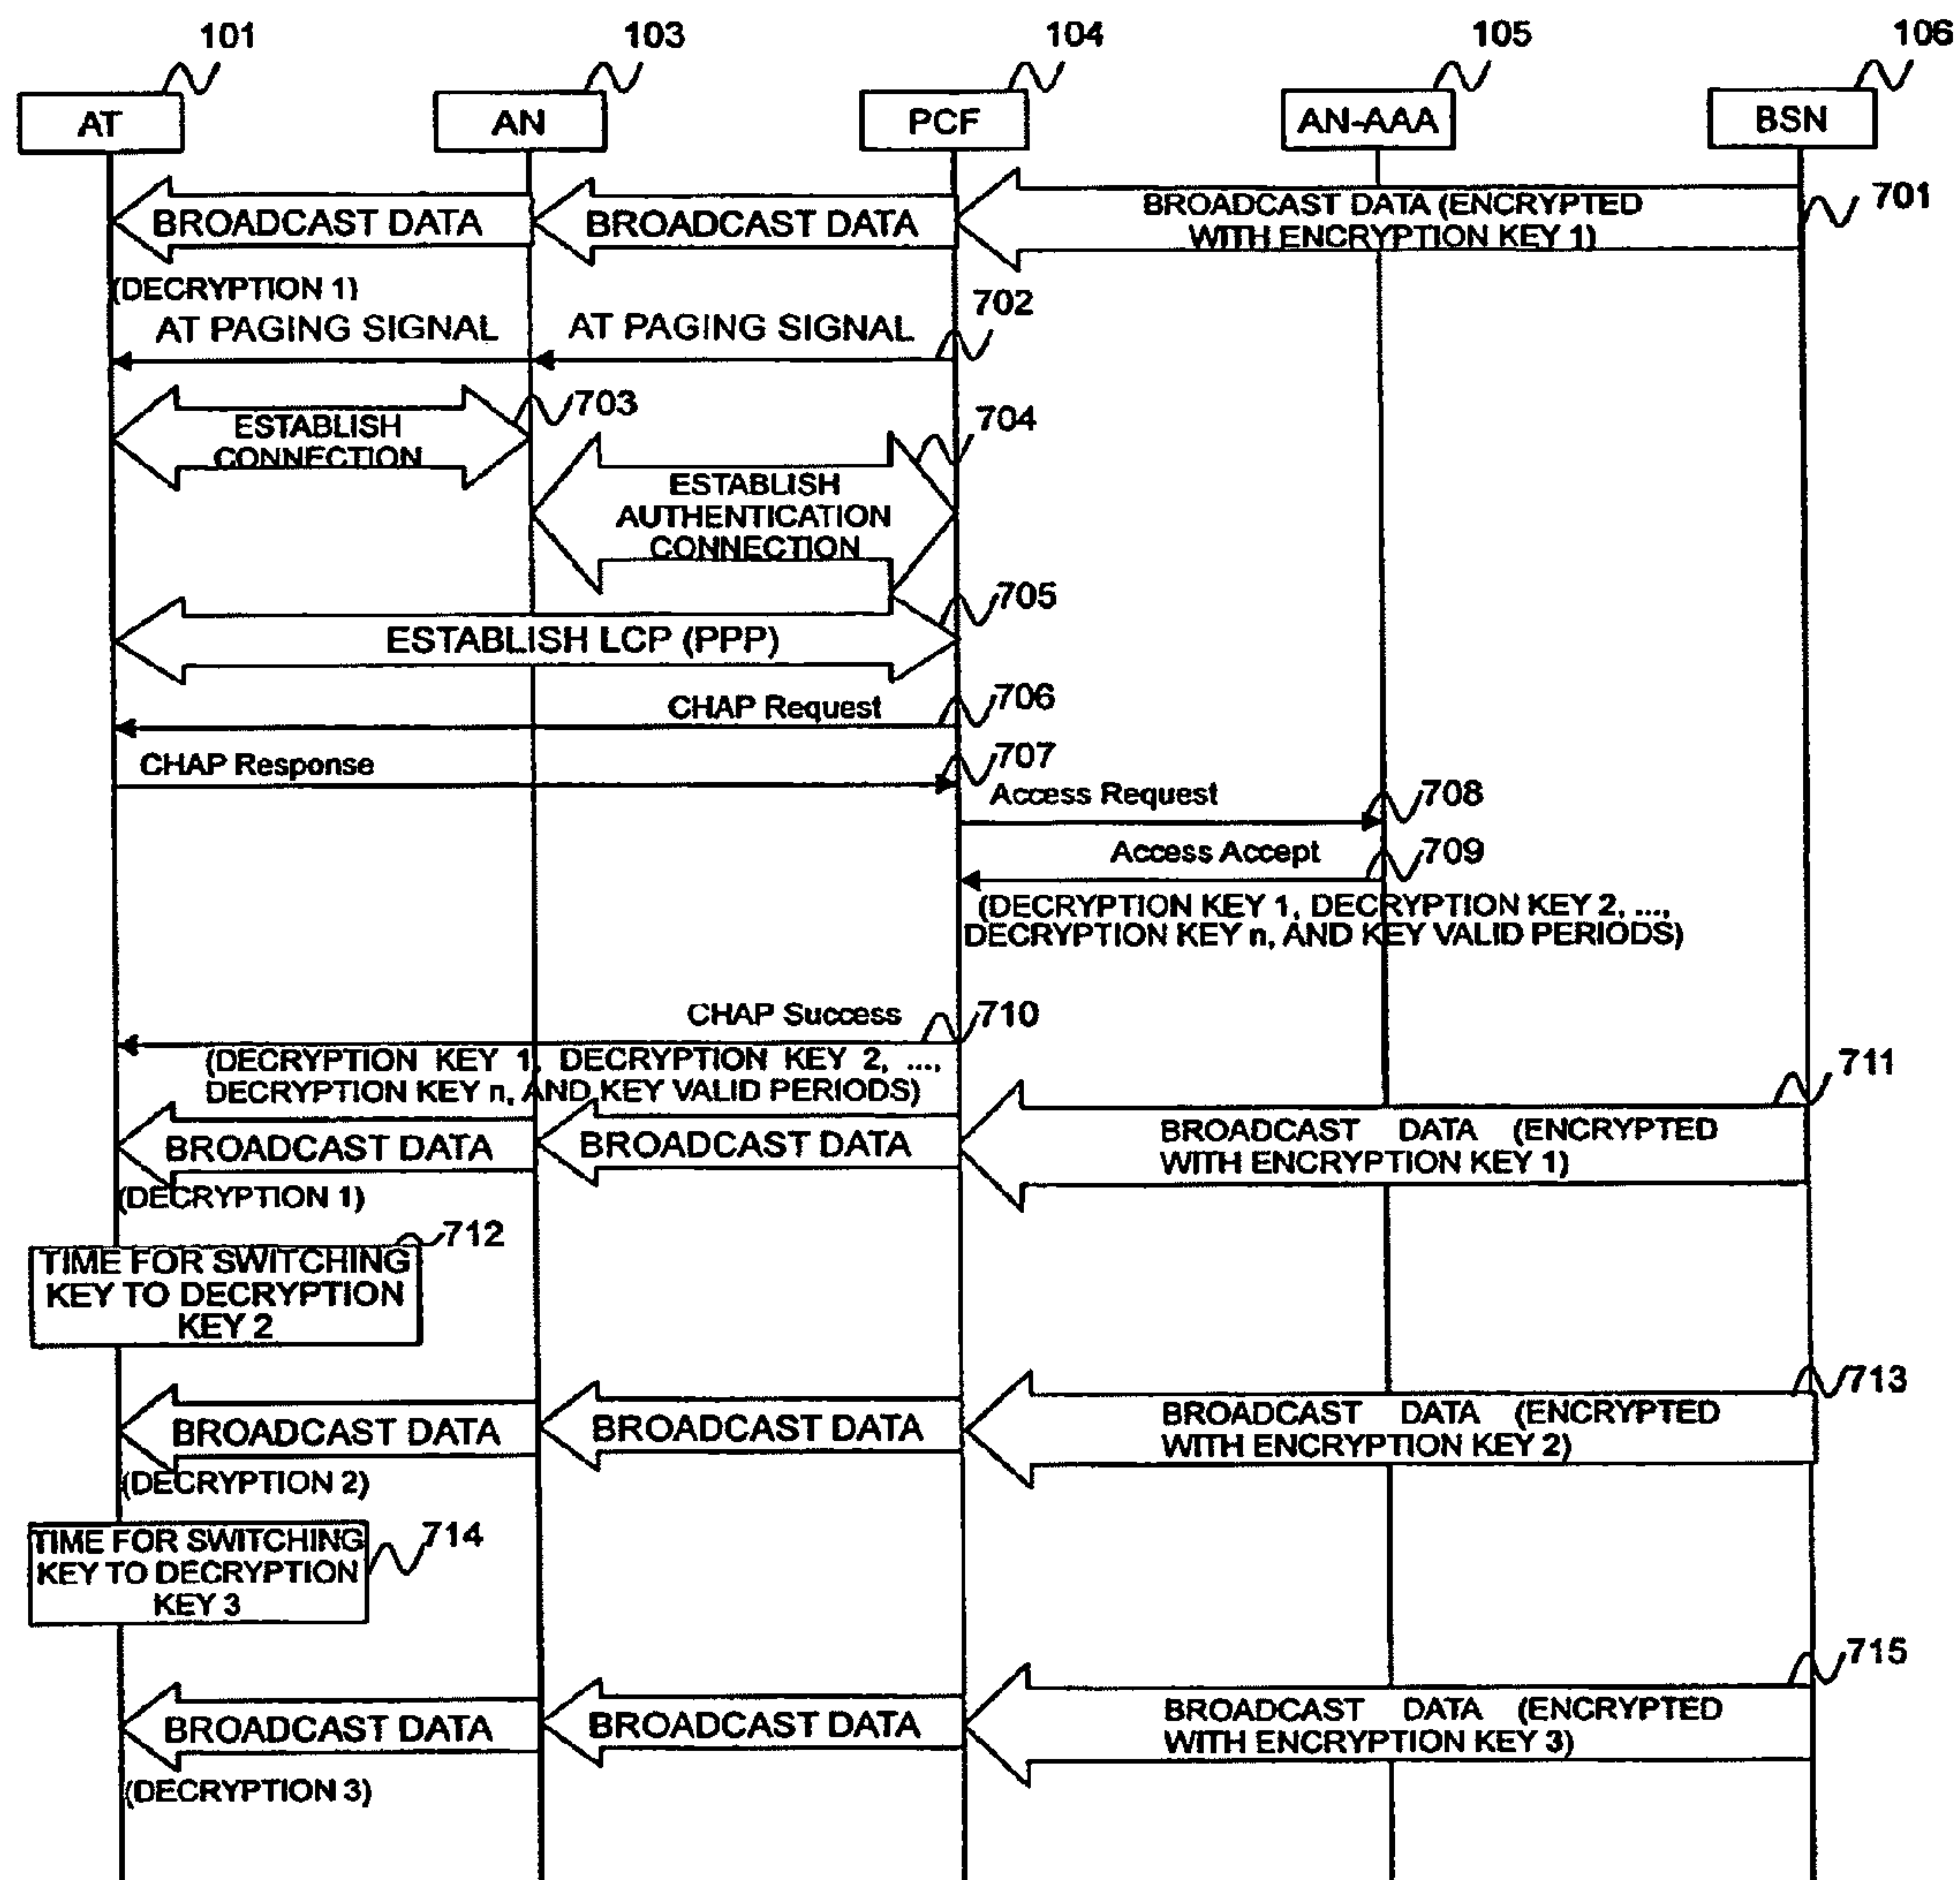 101
103
104
105
106
AT
AN
PCF
AN-AAA
BSN
BROADCAST DATA
BROADCAST DATA
BROADCAST DATA (ENCRYPTED
WITH ENCRYPTION KEY 1)
701
(DECRYPTION 1)
702
AT PAGING SIGNAL
AT PAGING SIGNAL
703
ESTABLISH
CONNECTION
704
ESTABLISH
AUTHENTICATION
CONNECTION
705
ESTABLISH LCP (PPP)
706
CHAP Request
707
CHAP Response
Access Request
708
Access Accept
709
(DECRYPTION KEY 1, DECRYPTION KEY 2, ...,
DECRYPTION KEY n, AND KEY VALID PERIODS)
CHAP Success
710
(DECRYPTION KEY 1, DECRYPTION KEY 2, ...,
DECRYPTION KEY n, AND KEY VALID PERIODS)
711
BROADCAST DATA
BROADCAST DATA
BROADCAST DATA (ENCRYPTED
WITH ENCRYPTION KEY 1)
(DECRYPTION 1)
712
TIME FOR SWITCHING
KEY TO DECRYPTION
KEY 2
713
BROADCAST DATA
BROADCAST DATA
BROADCAST DATA (ENCRYPTED
WITH ENCRYPTION KEY 2)
(DECRYPTION 2)
714
TIME FOR SWITCHING
KEY TO DECRYPTION
KEY 3
715
BROADCAST DATA
BROADCAST DATA
BROADCAST DATA (ENCRYPTED
WITH ENCRYPTION KEY 3)
(DECRYPTION 3)